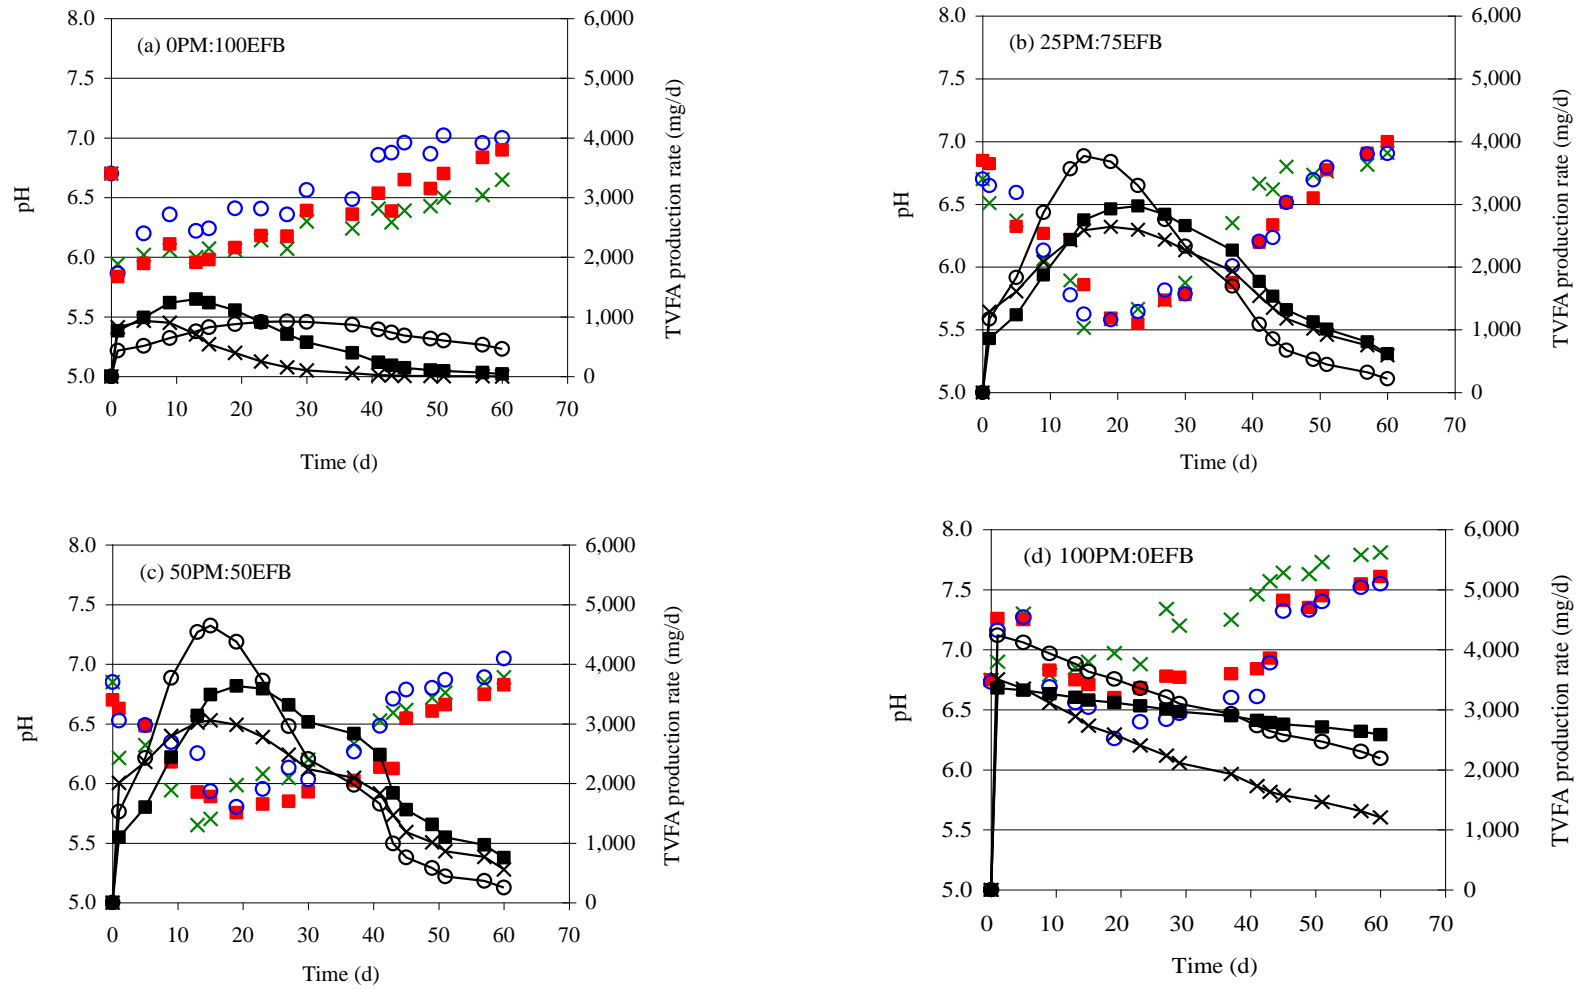 (a) 0PM:100EFB
8.0
7.5
7.0
6.5
6.0
5.5
5.0
pH
6,000
5,000
4,000
3,000
2,000
1,000
0
TVFA production rate (mg/d)
0 10 20 30 40 50 60 70
Time (d)
(b) 25PM:75EFB
8.0
7.5
7.0
6.5
6.0
5.5
5.0
pH
6,000
5,000
4,000
3,000
2,000
1,000
0
TVFA production rate (mg/d)
0 10 20 30 40 50 60 70
Time (d)
(c) 50PM:50EFB
8.0
7.5
7.0
6.5
6.0
5.5
5.0
pH
6,000
5,000
4,000
3,000
2,000
1,000
0
TVFA production rate (mg/d)
0 10 20 30 40 50 60 70
Time (d)
(d) 100PM:0EFB
8.0
7.5
7.0
6.5
6.0
5.5
5.0
pH
6,000
5,000
4,000
3,000
2,000
1,000
0
TVFA production rate (mg/d)
0 10 20 30 40 50 60 70
Time (d)